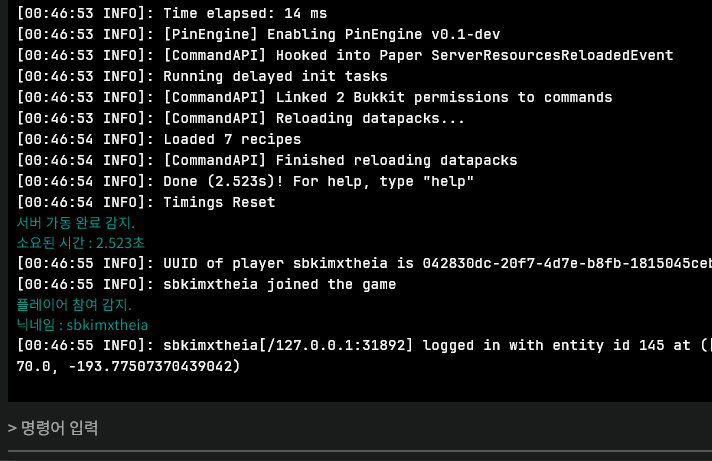 [00:46:53 INFO]: Time elapsed: 14 ms
[00:46:53 INFO]: [PinEngine] Enabling PinEngine v0.1-dev
[00:46:53 INFO]: [CommandAPI] Hooked into Paper ServerResourcesReloadedEvent
[00:46:53 INFO]: Running delayed init tasks
[00:46:53 INFO]: [CommandAPI] Linked 2 Bukkit permissions to commands
[00:46:53 INFO]: [CommandAPI] Reloading datapacks...
[00:46:54 INFO]: Loaded 7 recipes
[00:46:54 INFO]: [CommandAPI] Finished reloading datapacks
[00:46:54 INFO]: Done (2.523s)! For help, type "help"
[00:46:54 INFO]: Timings Reset
서버 가동 완료 감지.
소요된 시간 : 2.523초
[00:46:55 INFO]: UUID of player sbkimxtheia is 042830dc-20f7-4d7e-b8fb-1815045ceb
[00:46:55 INFO]: sbkimxtheia joined the game
플레이어 참여 감지.
닉네임 : sbkimxtheia
[00:46:55 INFO]: sbkimxtheia[/127.0.0.1:31892] logged in with entity id 145 at ([
70.0, -193.77507370439042)
> 명령어 입력